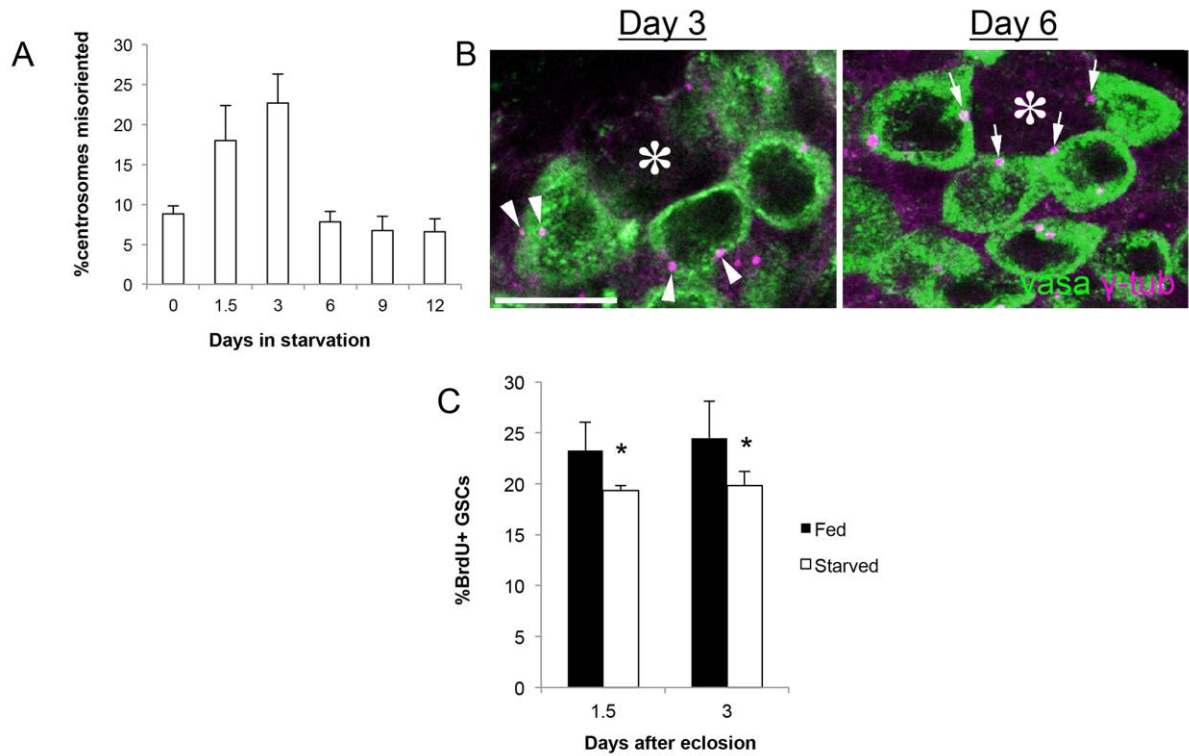 A
%ccentrosomes misoriented
30
25
20
15
10
5
0
0 1.5 3 6 9 12
Days in starvation
B
Day 3 Day 6
*
*
vasa γ-tub
C
%BrdU+ GSCs
30
25
20
15
10
5
0
* *
1.5 3
Days after eclosion
Fed
Starved